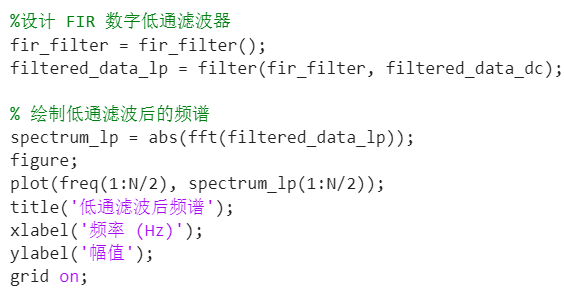 %设计 FIR 数字低通滤波器
fir_filter = fir_filter();
filtered_data_lp = filter(fir_filter, filtered_data_dc);
% 绘制低通滤波后的频谱
spectrum_lp = abs(fft(filtered_data_lp));
figure;
plot(freq(1:N/2), spectrum_lp(1:N/2));
title('低通滤波后频谱');
xlabel('频率 (Hz)');
ylabel('幅值');
grid on;